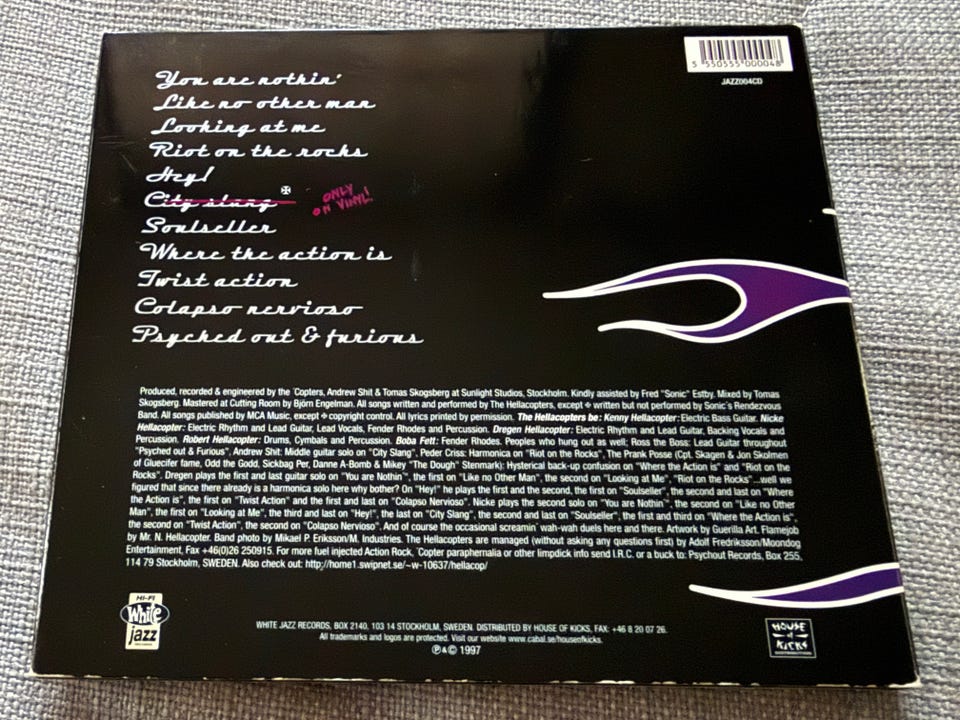 You are nothin'
Like no other man
Looking at me
Riot on the rocks
Hey!
City slang
ONLY
ON VINYL!
Soulseller
Where the action is
Twist action
Colapso nervioso
Psyched out & furious
5 550555 000048
JAZZ004CD
Produced, recorded & engineered by the ´Copters, Andrew Shit & Tomas Skogsberg at Sunlight Studios, Stockholm. Kindly assisted by Fred "Sonic" Estby. Mixed by Tomas
Skogsberg. Mastered at Cutting Room by Björn Engelman. All songs written and performed by The Hellacopters, except ✠ written but not performed by Sonic´s Rendezvous
Band. All songs published by MCA Music, except ✠ copyright control. All lyrics printed by permission. The Hellacopters be: Kenny Hellacopter: Electric Bass Guitar. Nicke
Hellacopter: Electric Rhythm and Lead Guitar, Lead Vocals, Fender Rhodes and Percussion. Dregen Hellacopter: Electric Rhythm and Lead Guitar, Backing Vocals and
Percussion. Robert Hellacopter: Drums, Cymbals and Percussion. Boba Fett: Fender Rhodes. Peoples who hung out as well: Ross the Boss: Lead Guitar throughout
"Psyched out & Furious", Andrew Shit: Middle guitar solo on "City Slang", Peder Criss: Harmonica on "Riot on the Rocks", The Prank Posse (Cpt. Skagen & Jon Skolmen
of Gluecifer fame, Odd the Godd, Sickbag Per, Danne A-Bomb & Mikey "The Dough" Stenmark): Hysterical back-up confusion on "Where the Action is" and "Riot on the
Rocks". Dregen plays the first and last guitar solo on "You are Nothin´", the first on "Like no Other Man", the second on "Looking at Me", "Riot on the Rocks"...well we
figured that since there already is a harmonica solo here why bother? On "Hey!" he plays the first and the second, the first on "Soulseller", the second and last on "Where
the Action is", the first on "Twist Action" and the first and last on "Colapso Nervioso". Nicke plays the second solo on "You are Nothin´", the second on "Like no Other
Man", the first on "Looking at Me", the third and last on "Hey!", the last on "City Slang", the second on "Soulseller", the first and third on "Where the Action is",
the second on "Twist Action", the second on "Colapso Nervioso". And of course the occasional screamin´ wah-wah duels here and there. Artwork by Guerilla Art. Flamejob
by Mr. N. Hellacopter. Band photo by Mikael P. Eriksson/M. Industries. The Hellacopters are managed (without asking any questions first) by Adolf Fredriksson/Moondog
Entertainment, Fax +46(0)26 250915. For more fuel injected Action Rock, ´Copter paraphernalia or other limpdick info send I.R.C. or a buck to: Psychout Records, Box 255,
114 79 Stockholm, SWEDEN. Also check out: http://home1.swipnet.se/~w-10637/hellacop/
HI-FI
White
jazz
WHITE JAZZ RECORDS, BOX 2140, 103 14 STOCKHOLM, SWEDEN. DISTRIBUTED BY HOUSE OF KICKS, FAX: +46 8 20 07 26.
All trademarks and logos are protected. Visit our website www.cabal.se/houseofkicks.
℗ & © 1997
HOUSE
of
KICKS
DISTRIBUTION